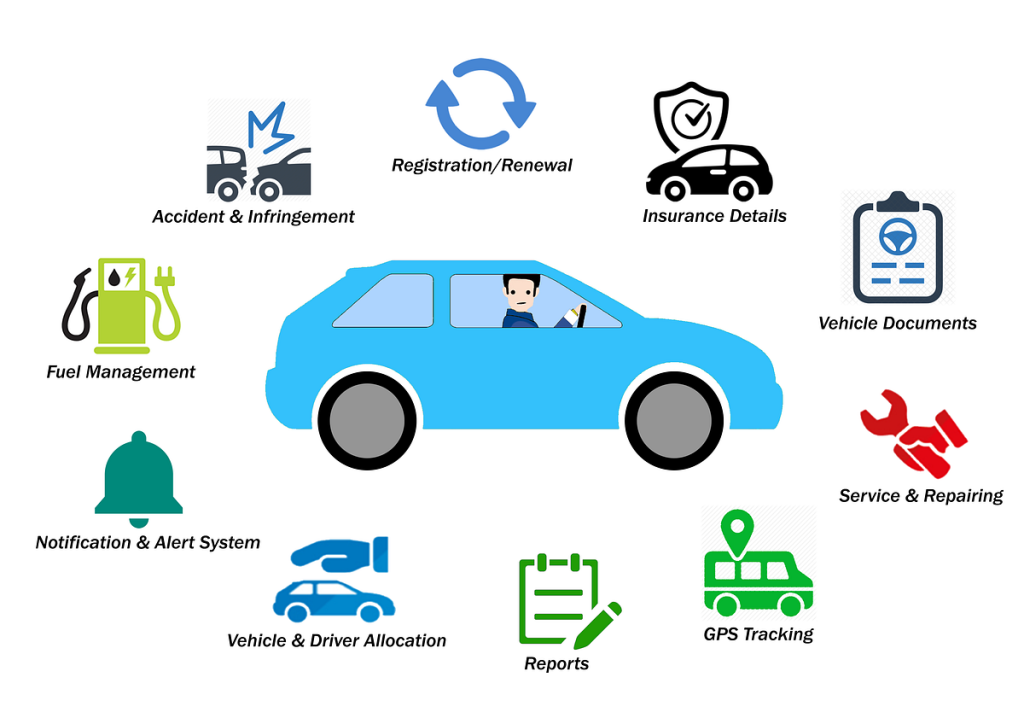 Registration/Renewal
Accident & Infringement
Insurance Details
Vehicle Documents
Fuel Management
Service & Repairing
Notification & Alert System
GPS Tracking
Vehicle & Driver Allocation
Reports